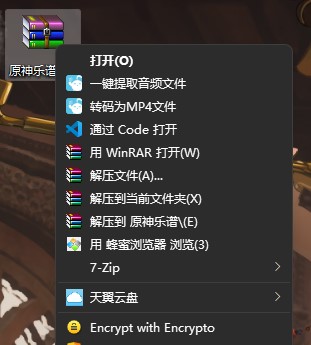 原神乐谱
打开(O)
一键提取音频文件
转码为MP4文件
通过 Code 打开
用 WinRAR 打开(W)
解压文件(A)...
解压到当前文件夹(X)
解压到 原神乐谱\(E)
用 蜂蜜浏览器 浏览(3)
7-Zip
天翼云盘
Encrypt with Encrypto